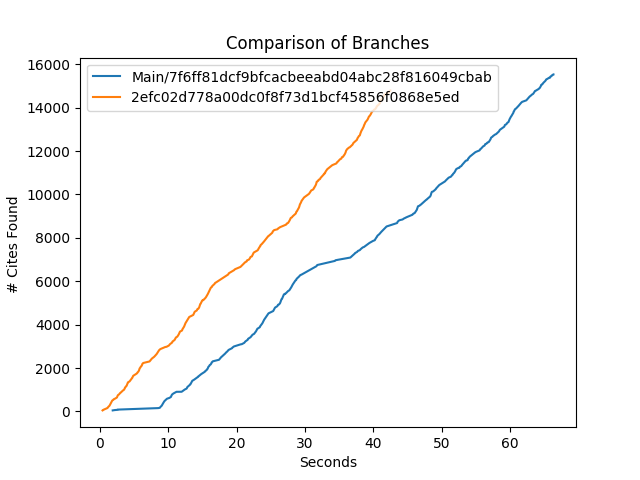 Comparison of Branches
Main/7f6ff81dcf9bfcacbeeabd04abc28f816049cbab
2efc02d778a00dc0f8f73d1bcf45856f0868e5ed
# Cites Found
16000
14000
12000
10000
8000
6000
4000
2000
0
0 10 20 30 40 50 60
Seconds